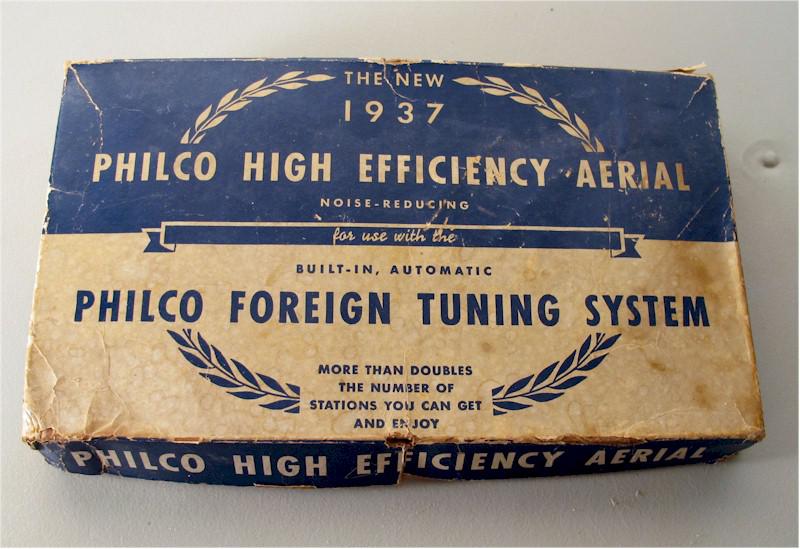 THE NEW
1937
PHILCO HIGH EFFICIENCY AERIAL
NOISE-REDUCING
for use with the
BUILT-IN, AUTOMATIC
PHILCO FOREIGN TUNING SYSTEM
MORE THAN DOUBLES
THE NUMBER OF
STATIONS YOU CAN GET
AND ENJOY
PHILCO HIGH EFFICIENCY AERIAL